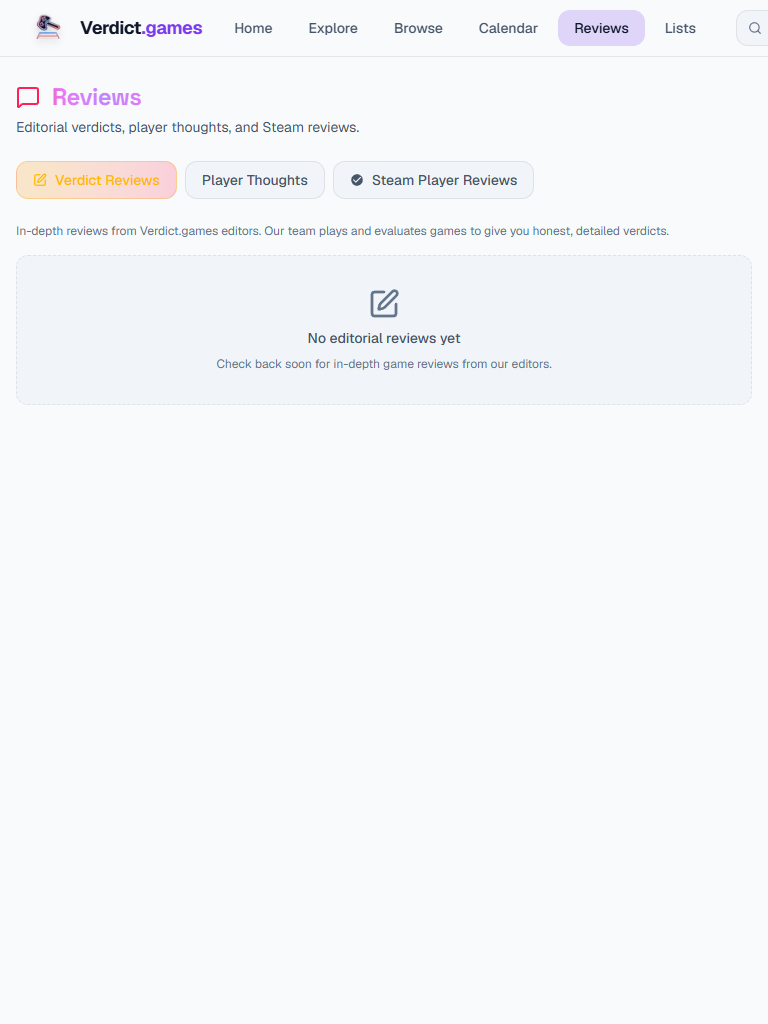 Verdict.games Home Explore Browse Calendar Reviews Lists
Reviews
Editorial verdicts, player thoughts, and Steam reviews.
Verdict Reviews Player Thoughts Steam Player Reviews
In-depth reviews from Verdict.games editors. Our team plays and evaluates games to give you honest, detailed verdicts.
No editorial reviews yet
Check back soon for in-depth game reviews from our editors.